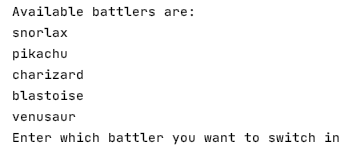 Available battlers are:
snorlax
pikachu
charizard
blastoise
venusaur
Enter which battler you want to switch in